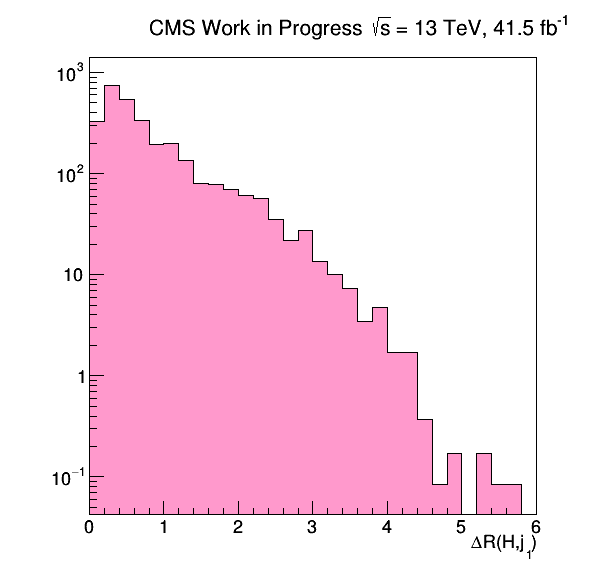 CMS Work in Progress √s = 13 TeV, 41.5 fb⁻¹
10³
10²
10
1
10⁻¹
0 1 2 3 4 5 6
ΔR(H,j₁)